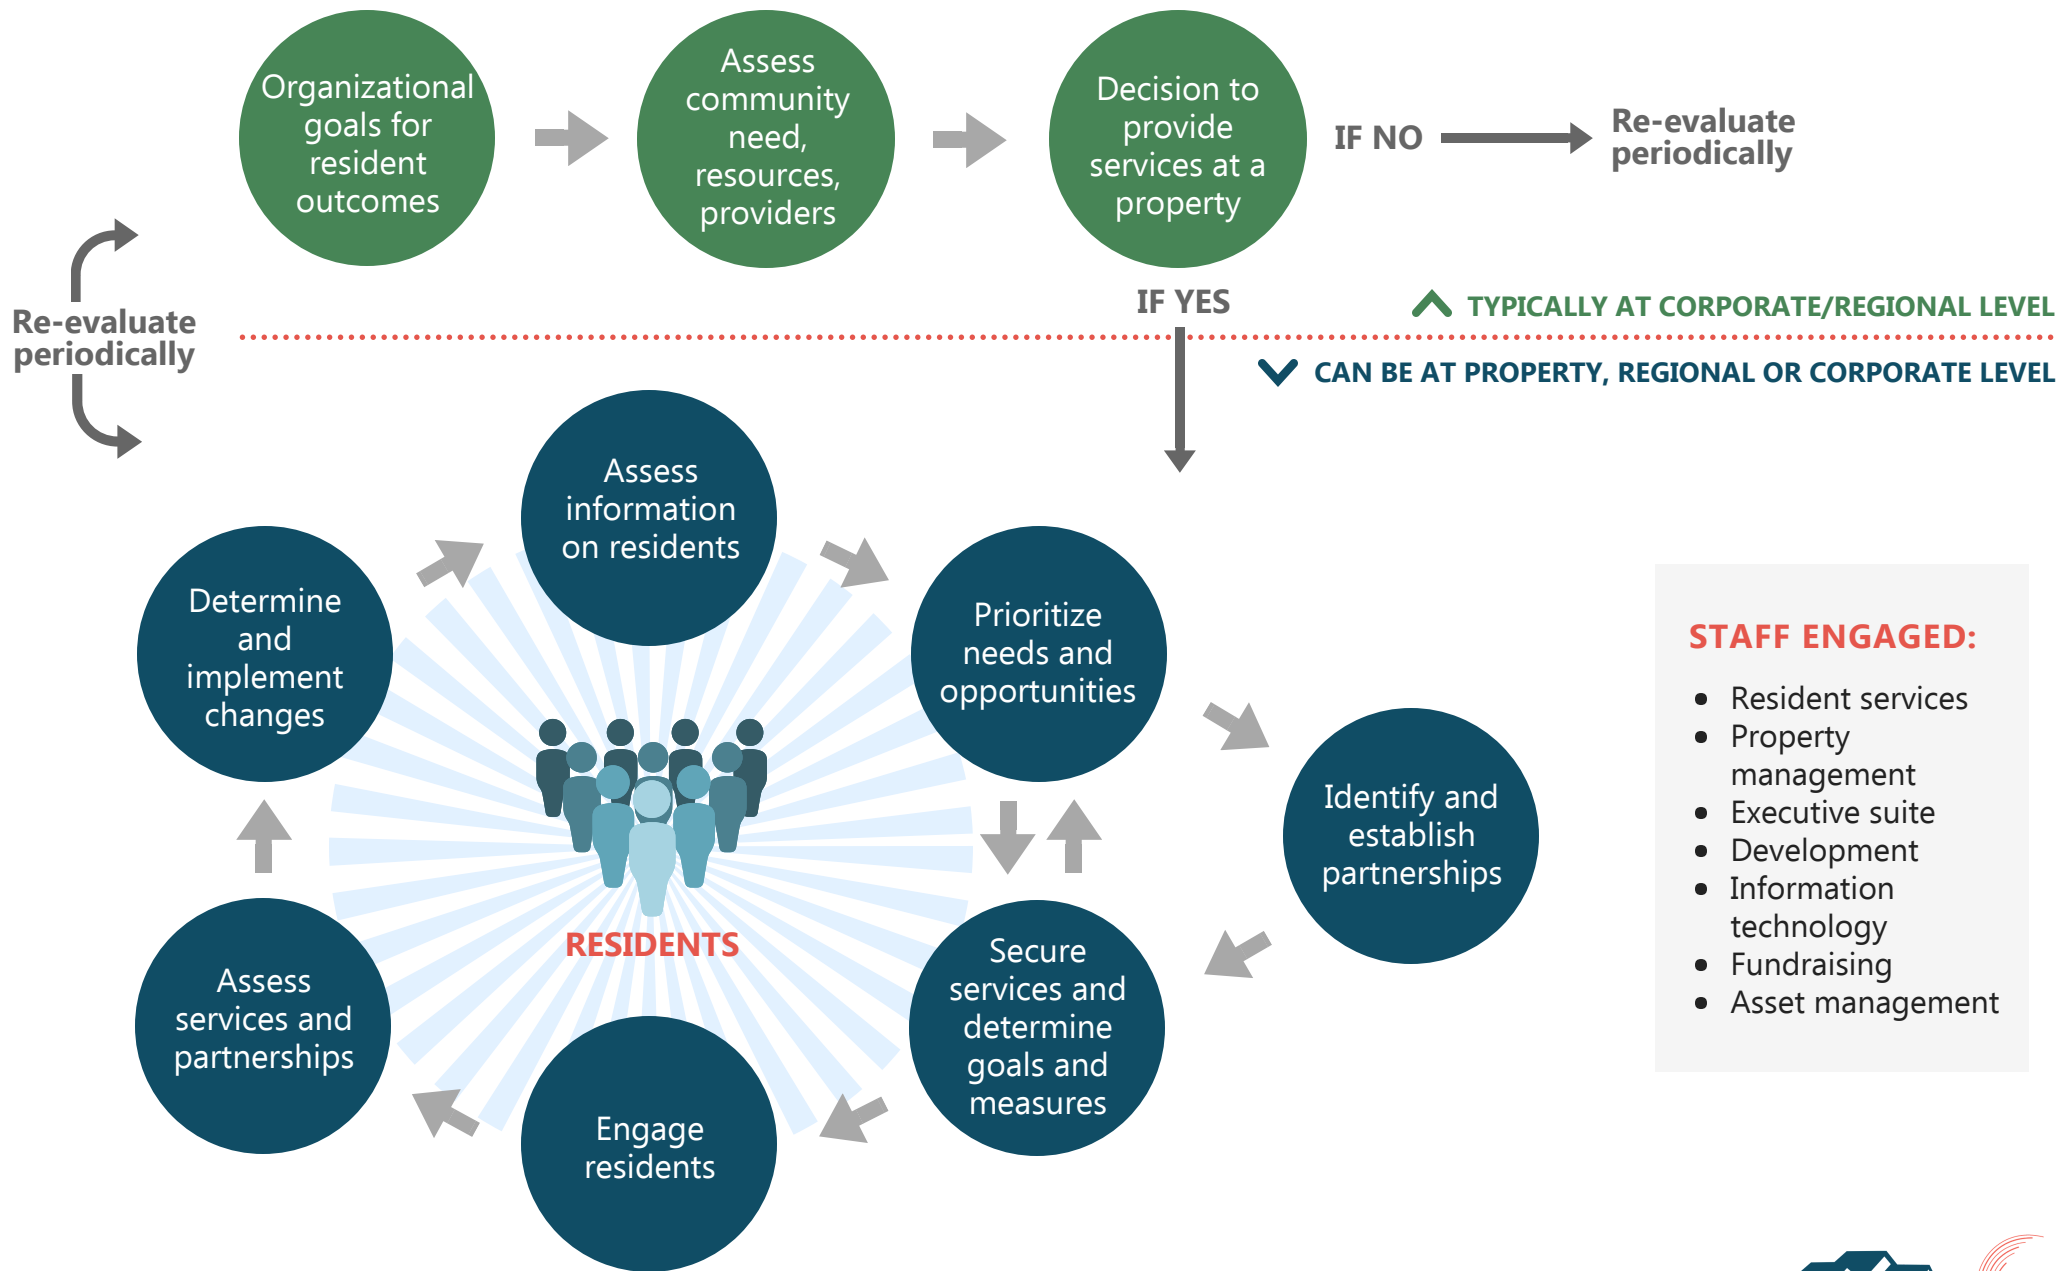 Organizational
goals for
resident
outcomes
Assess
community
need,
resources,
providers
Decision to
provide
services at a
property
IF NO
Re-evaluate
periodically
IF YES
TYPICALLY AT CORPORATE/REGIONAL LEVEL
Re-evaluate
periodically
CAN BE AT PROPERTY, REGIONAL OR CORPORATE LEVEL
Assess
information
on residents
Prioritize
needs and
opportunities
Identify and
establish
partnerships
Secure
services and
determine
goals and
measures
Engage
residents
Assess
services and
partnerships
Determine
and
implement
changes
RESIDENTS
STAFF ENGAGED:
• Resident services
• Property
management
• Executive suite
• Development
• Information
technology
• Fundraising
• Asset management